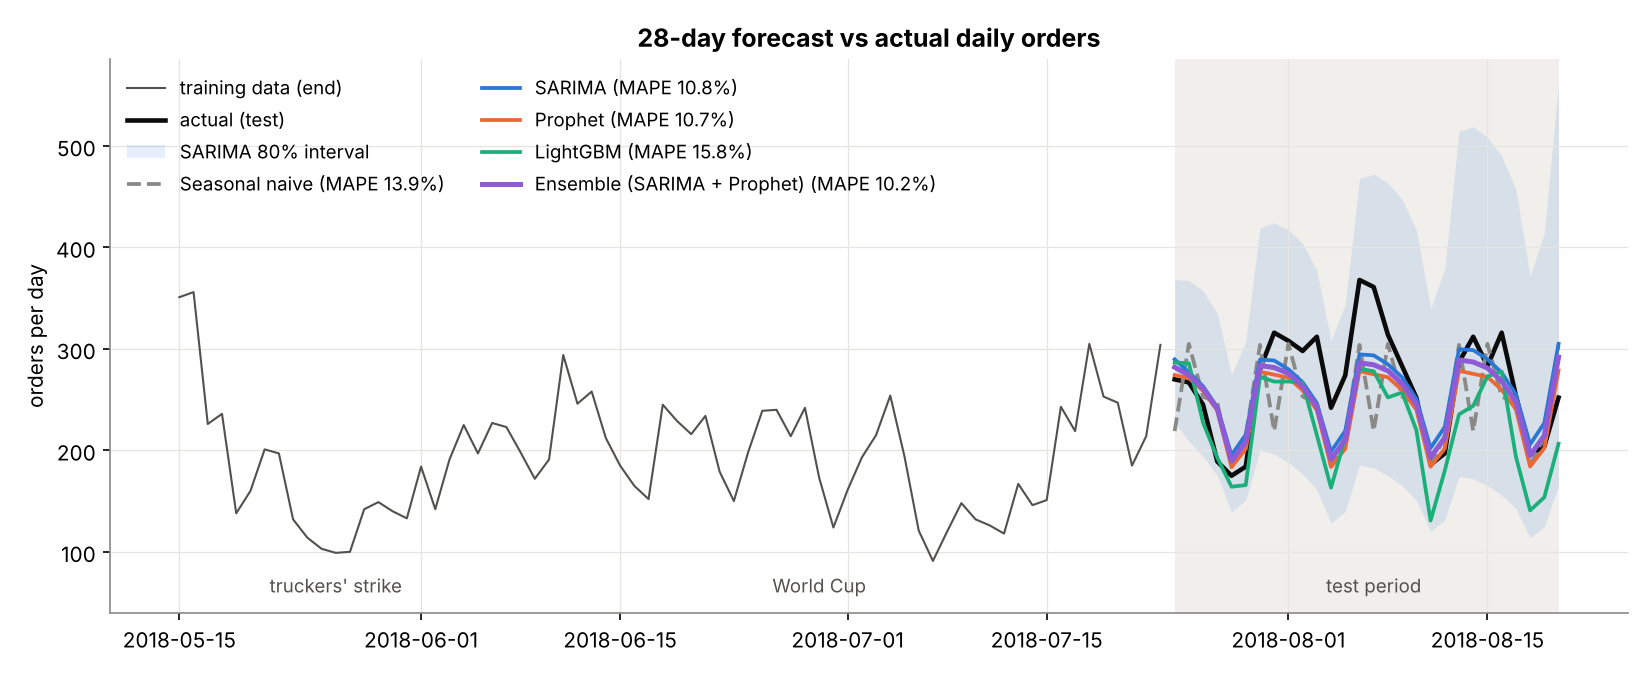 28-day forecast vs actual daily orders
training data (end)
actual (test)
SARIMA 80% interval
Seasonal naive (MAPE 13.9%)
SARIMA (MAPE 10.8%)
Prophet (MAPE 10.7%)
LightGBM (MAPE 15.8%)
Ensemble (SARIMA + Prophet) (MAPE 10.2%)
orders per day
500
400
300
200
100
truckers' strike
World Cup
test period
2018-05-15
2018-06-01
2018-06-15
2018-07-01
2018-07-15
2018-08-01
2018-08-15